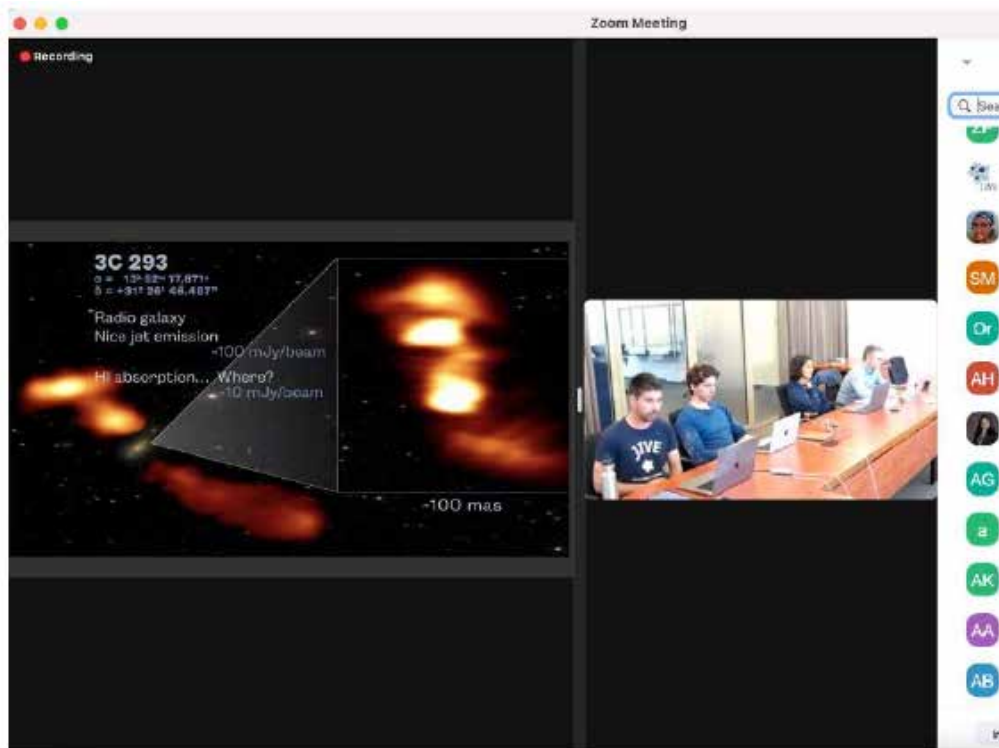 Zoom Meeting
Recording
3C 293
Radio galaxy
Nice jet emission
~100 mJy/beam
HI absorption... Where?
~10 mJy/beam
~100 mas
JIVE
SM
Or
AH
AG
a
AK
AA
AB